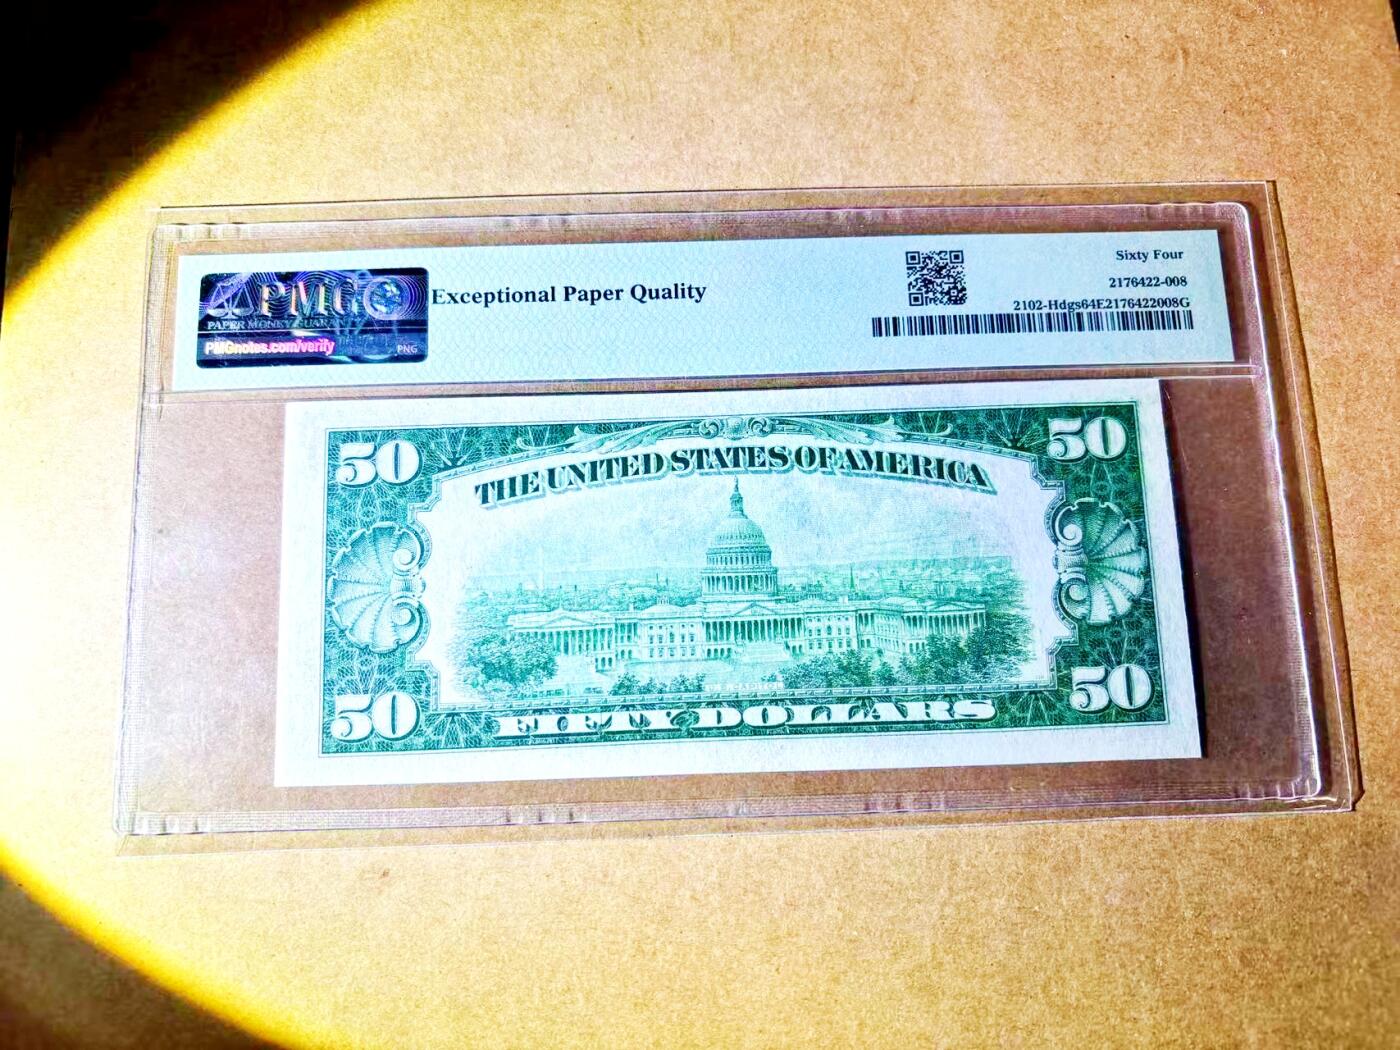 PMG
PAPER MONEY GUARANTY
PMGnotes.com/verify
PNG
Exceptional Paper Quality
Sixty Four
2176422-008
2102-Hdgs64E2176422008G
50
50
THE UNITED STATES OF AMERICA
50
50
FIFTY DOLLARS